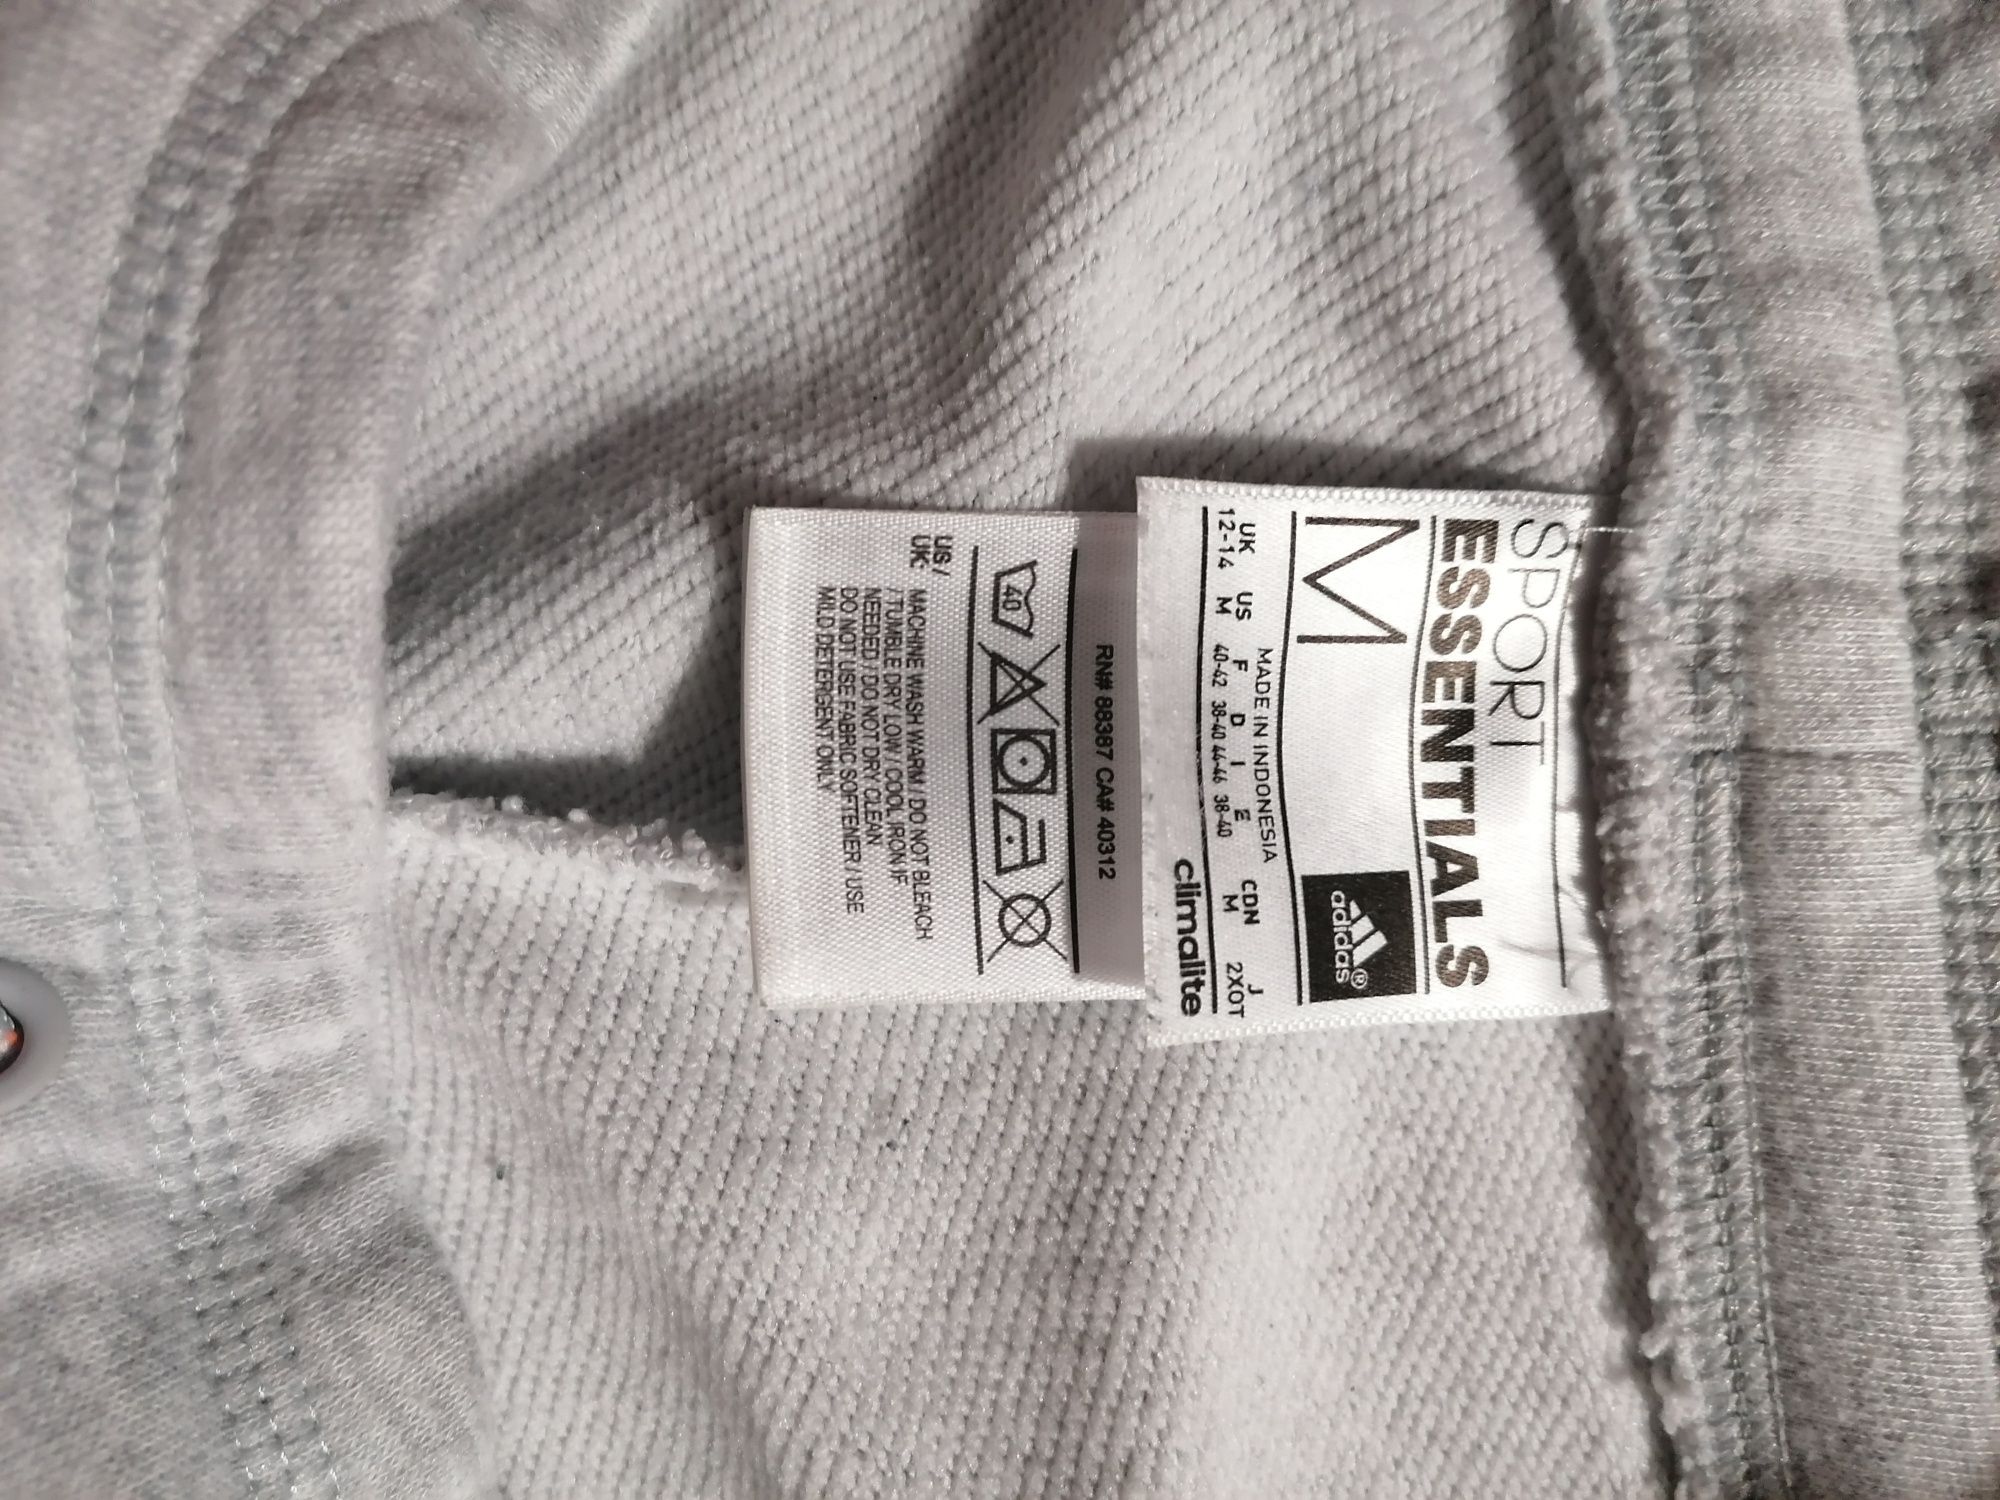 SPORT
ESSENTIALS
M
adidas®
MADE IN INDONESIA
UK US F D I E CDN J
12-14 M 40-42 38-40 44-46 38-40 M 2XOT
climalite
RN# 88387 CA# 40312
40
US /
UK:
MACHINE WASH WARM / DO NOT BLEACH
/ TUMBLE DRY LOW / COOL IRON IF
NEEDED / DO NOT DRY CLEAN
DO NOT USE FABRIC SOFTENER / USE
MILD DETERGENT ONLY